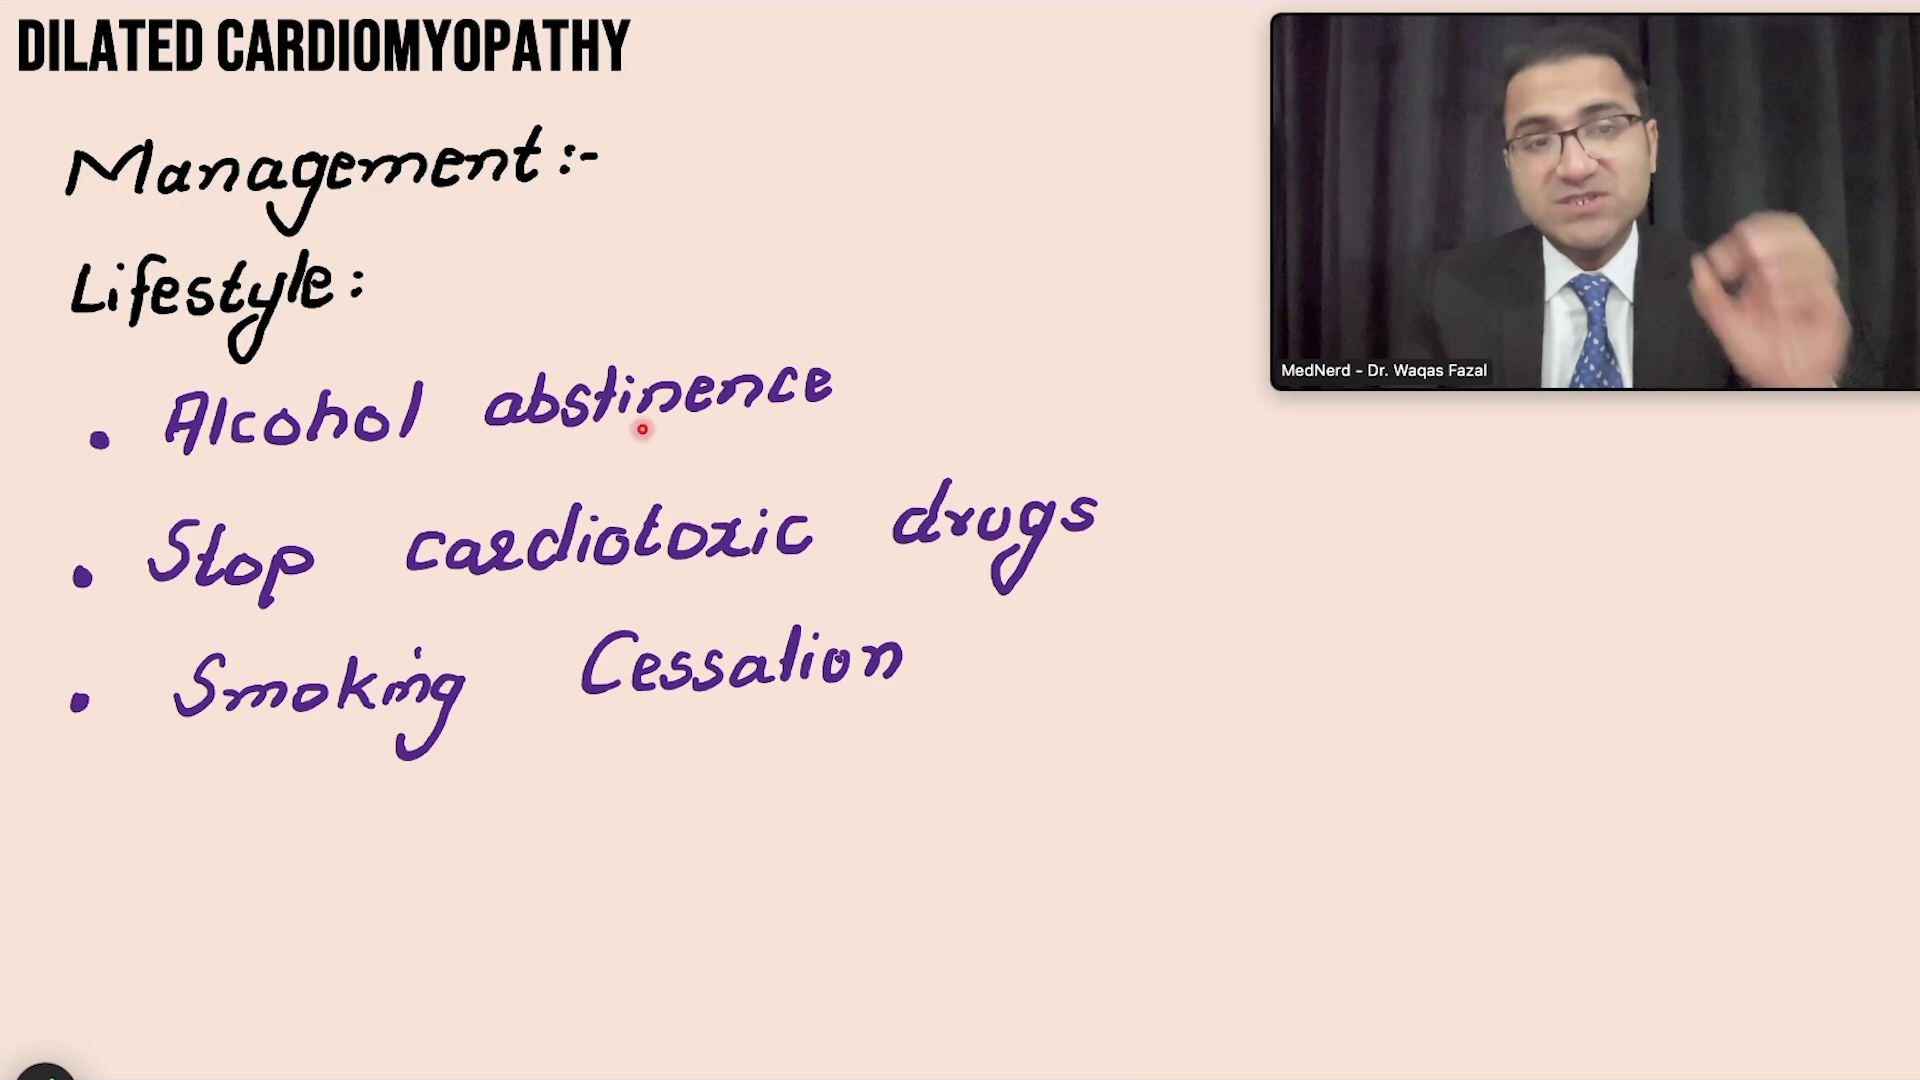 DILATED CARDIOMYOPATHY
Management:-
Lifestyle:
• Alcohol abstinence
• Stop cardiotoxic drugs
• Smoking Cessation
MedNerd - Dr. Waqas Fazal